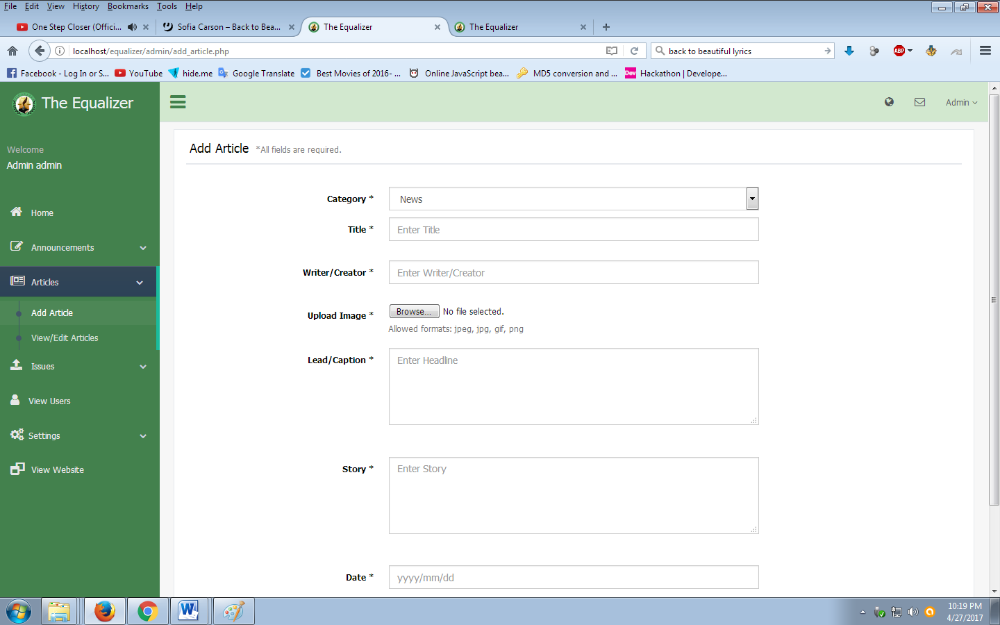 File Edit View History Bookmarks Tools Help
One Step Closer (Offici... Sofia Carson – Back to Bea... The Equalizer The Equalizer
localhost/equalizer/admin/add_article.php back to beautiful lyrics ABP
Facebook - Log In or S... YouTube hide.me Google Translate Best Movies of 2016- ... Online JavaScript bea... MD5 conversion and ... Dev Hackathon | Develope...
The Equalizer
Admin
Welcome
Admin admin
Home
Announcements
Articles
Add Article
View/Edit Articles
Issues
View Users
Settings
View Website
Add Article *All fields are required.
Category * News
Title * Enter Title
Writer/Creator * Enter Writer/Creator
Upload Image * Browse... No file selected.
Allowed formats: jpeg, jpg, gif, png
Lead/Caption * Enter Headline
Story * Enter Story
Date * yyyy/mm/dd
10:19 PM
4/27/2017